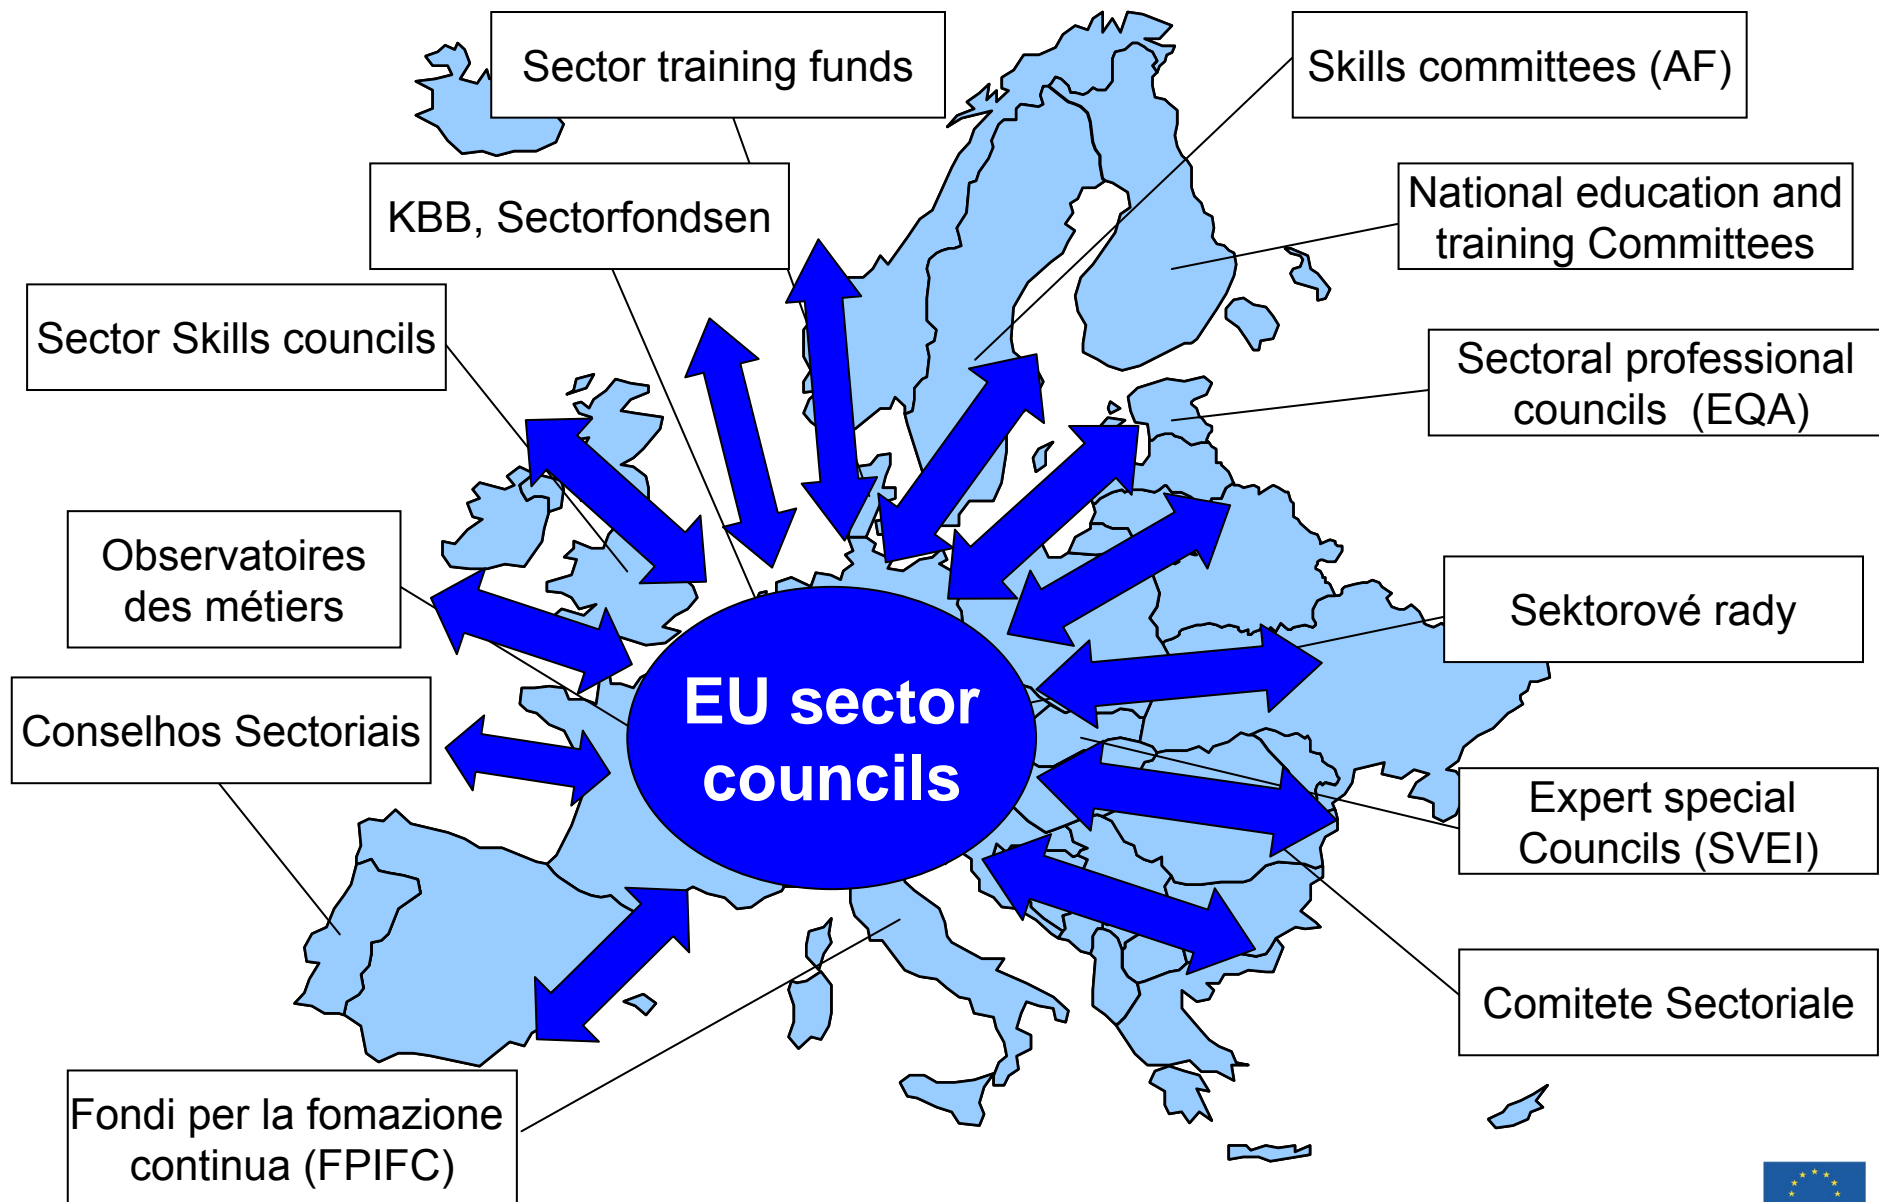 Sector training funds
Skills committees (AF)
KBB, Sectorfondsen
National education and
training Committees
Sector Skills councils
Sectoral professional
councils (EQA)
Observatoires
des métiers
Sektorové rady
EU sector
councils
Conselhos Sectoriais
Expert special
Councils (SVEI)
Comitete Sectoriale
Fondi per la fomazione
continua (FPIFC)